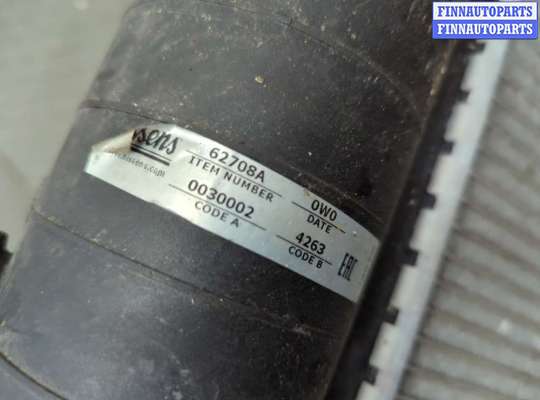 FINNAUTOPARTS
FINNAUTOPARTS
62708A
ITEM NUMBER
0W0
DATE
0030002
CODE A
4263
CODE B
EAC